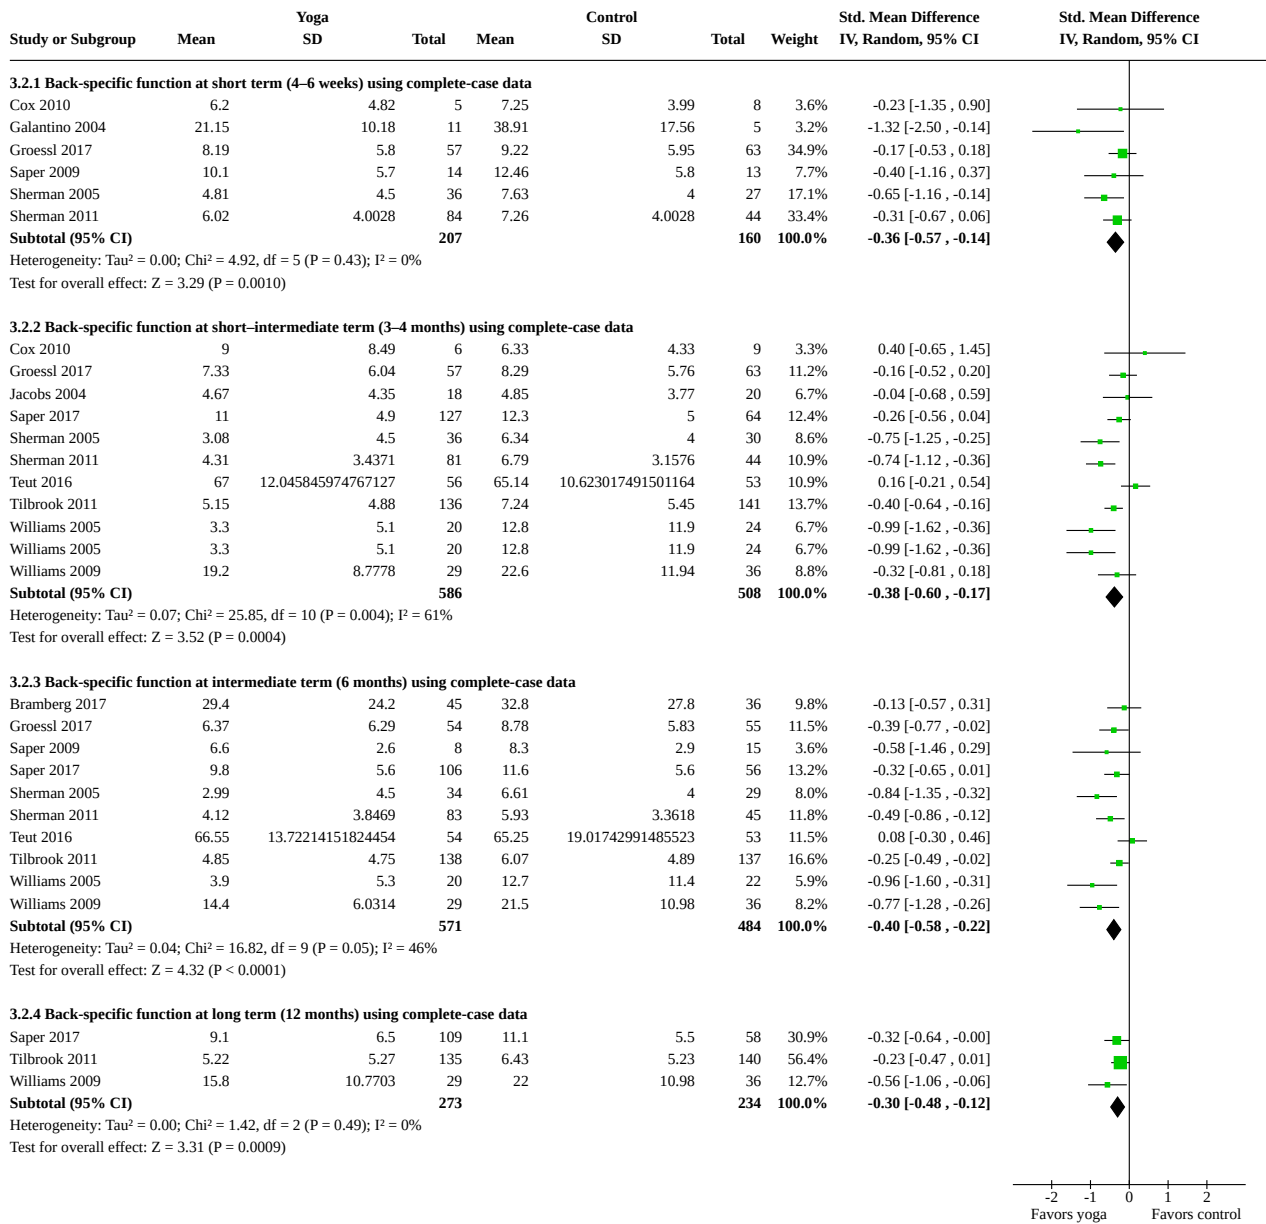 Yoga Control Std. Mean Difference Std. Mean Difference
Study or Subgroup Mean SD Total Mean SD Total Weight IV, Random, 95% CI IV, Random, 95% CI
3.2.1 Back-specific function at short term (4–6 weeks) using complete-case data
Cox 2010 6.2 4.82 5 7.25 3.99 8 3.6% -0.23 [-1.35 , 0.90]
Galantino 2004 21.15 10.18 11 38.91 17.56 5 3.2% -1.32 [-2.50 , -0.14]
Groessl 2017 8.19 5.8 57 9.22 5.95 63 34.9% -0.17 [-0.53 , 0.18]
Saper 2009 10.1 5.7 14 12.46 5.8 13 7.7% -0.40 [-1.16 , 0.37]
Sherman 2005 4.81 4.5 36 7.63 4 27 17.1% -0.65 [-1.16 , -0.14]
Sherman 2011 6.02 4.0028 84 7.26 4.0028 44 33.4% -0.31 [-0.67 , 0.06]
Subtotal (95% CI) 207 160 100.0% -0.36 [-0.57 , -0.14]
Heterogeneity: Tau² = 0.00; Chi² = 4.92, df = 5 (P = 0.43); I² = 0%
Test for overall effect: Z = 3.29 (P = 0.0010)
3.2.2 Back-specific function at short–intermediate term (3–4 months) using complete-case data
Cox 2010 9 8.49 6 6.33 4.33 9 3.3% 0.40 [-0.65 , 1.45]
Groessl 2017 7.33 6.04 57 8.29 5.76 63 11.2% -0.16 [-0.52 , 0.20]
Jacobs 2004 4.67 4.35 18 4.85 3.77 20 6.7% -0.04 [-0.68 , 0.59]
Saper 2017 11 4.9 127 12.3 5 64 12.4% -0.26 [-0.56 , 0.04]
Sherman 2005 3.08 4.5 36 6.34 4 30 8.6% -0.75 [-1.25 , -0.25]
Sherman 2011 4.31 3.4371 81 6.79 3.1576 44 10.9% -0.74 [-1.12 , -0.36]
Teut 2016 67 12.045845974767127 56 65.14 10.623017491501164 53 10.9% 0.16 [-0.21 , 0.54]
Tilbrook 2011 5.15 4.88 136 7.24 5.45 141 13.7% -0.40 [-0.64 , -0.16]
Williams 2005 3.3 5.1 20 12.8 11.9 24 6.7% -0.99 [-1.62 , -0.36]
Williams 2005 3.3 5.1 20 12.8 11.9 24 6.7% -0.99 [-1.62 , -0.36]
Williams 2009 19.2 8.7778 29 22.6 11.94 36 8.8% -0.32 [-0.81 , 0.18]
Subtotal (95% CI) 586 508 100.0% -0.38 [-0.60 , -0.17]
Heterogeneity: Tau² = 0.07; Chi² = 25.85, df = 10 (P = 0.004); I² = 61%
Test for overall effect: Z = 3.52 (P = 0.0004)
3.2.3 Back-specific function at intermediate term (6 months) using complete-case data
Bramberg 2017 29.4 24.2 45 32.8 27.8 36 9.8% -0.13 [-0.57 , 0.31]
Groessl 2017 6.37 6.29 54 8.78 5.83 55 11.5% -0.39 [-0.77 , -0.02]
Saper 2009 6.6 2.6 8 8.3 2.9 15 3.6% -0.58 [-1.46 , 0.29]
Saper 2017 9.8 5.6 106 11.6 5.6 56 13.2% -0.32 [-0.65 , 0.01]
Sherman 2005 2.99 4.5 34 6.61 4 29 8.0% -0.84 [-1.35 , -0.32]
Sherman 2011 4.12 3.8469 83 5.93 3.3618 45 11.8% -0.49 [-0.86 , -0.12]
Teut 2016 66.55 13.72214151824454 54 65.25 19.01742991485523 53 11.5% 0.08 [-0.30 , 0.46]
Tilbrook 2011 4.85 4.75 138 6.07 4.89 137 16.6% -0.25 [-0.49 , -0.02]
Williams 2005 3.9 5.3 20 12.7 11.4 22 5.9% -0.96 [-1.60 , -0.31]
Williams 2009 14.4 6.0314 29 21.5 10.98 36 8.2% -0.77 [-1.28 , -0.26]
Subtotal (95% CI) 571 484 100.0% -0.40 [-0.58 , -0.22]
Heterogeneity: Tau² = 0.04; Chi² = 16.82, df = 9 (P = 0.05); I² = 46%
Test for overall effect: Z = 4.32 (P < 0.0001)
3.2.4 Back-specific function at long term (12 months) using complete-case data
Saper 2017 9.1 6.5 109 11.1 5.5 58 30.9% -0.32 [-0.64 , -0.00]
Tilbrook 2011 5.22 5.27 135 6.43 5.23 140 56.4% -0.23 [-0.47 , 0.01]
Williams 2009 15.8 10.7703 29 22 10.98 36 12.7% -0.56 [-1.06 , -0.06]
Subtotal (95% CI) 273 234 100.0% -0.30 [-0.48 , -0.12]
Heterogeneity: Tau² = 0.00; Chi² = 1.42, df = 2 (P = 0.49); I² = 0%
Test for overall effect: Z = 3.31 (P = 0.0009)
-2 -1 0 1 2
Favors yoga Favors control